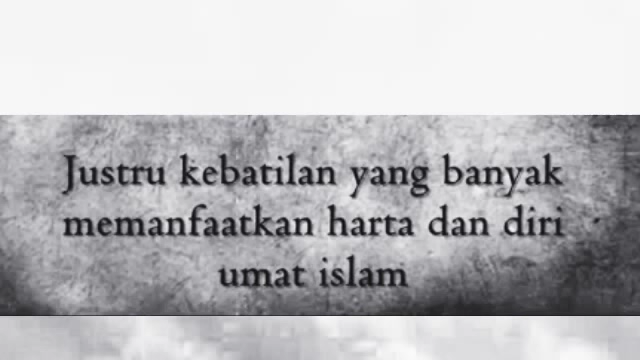 Justru kebatilan yang banyak
memanfaatkan harta dan diri
umat islam